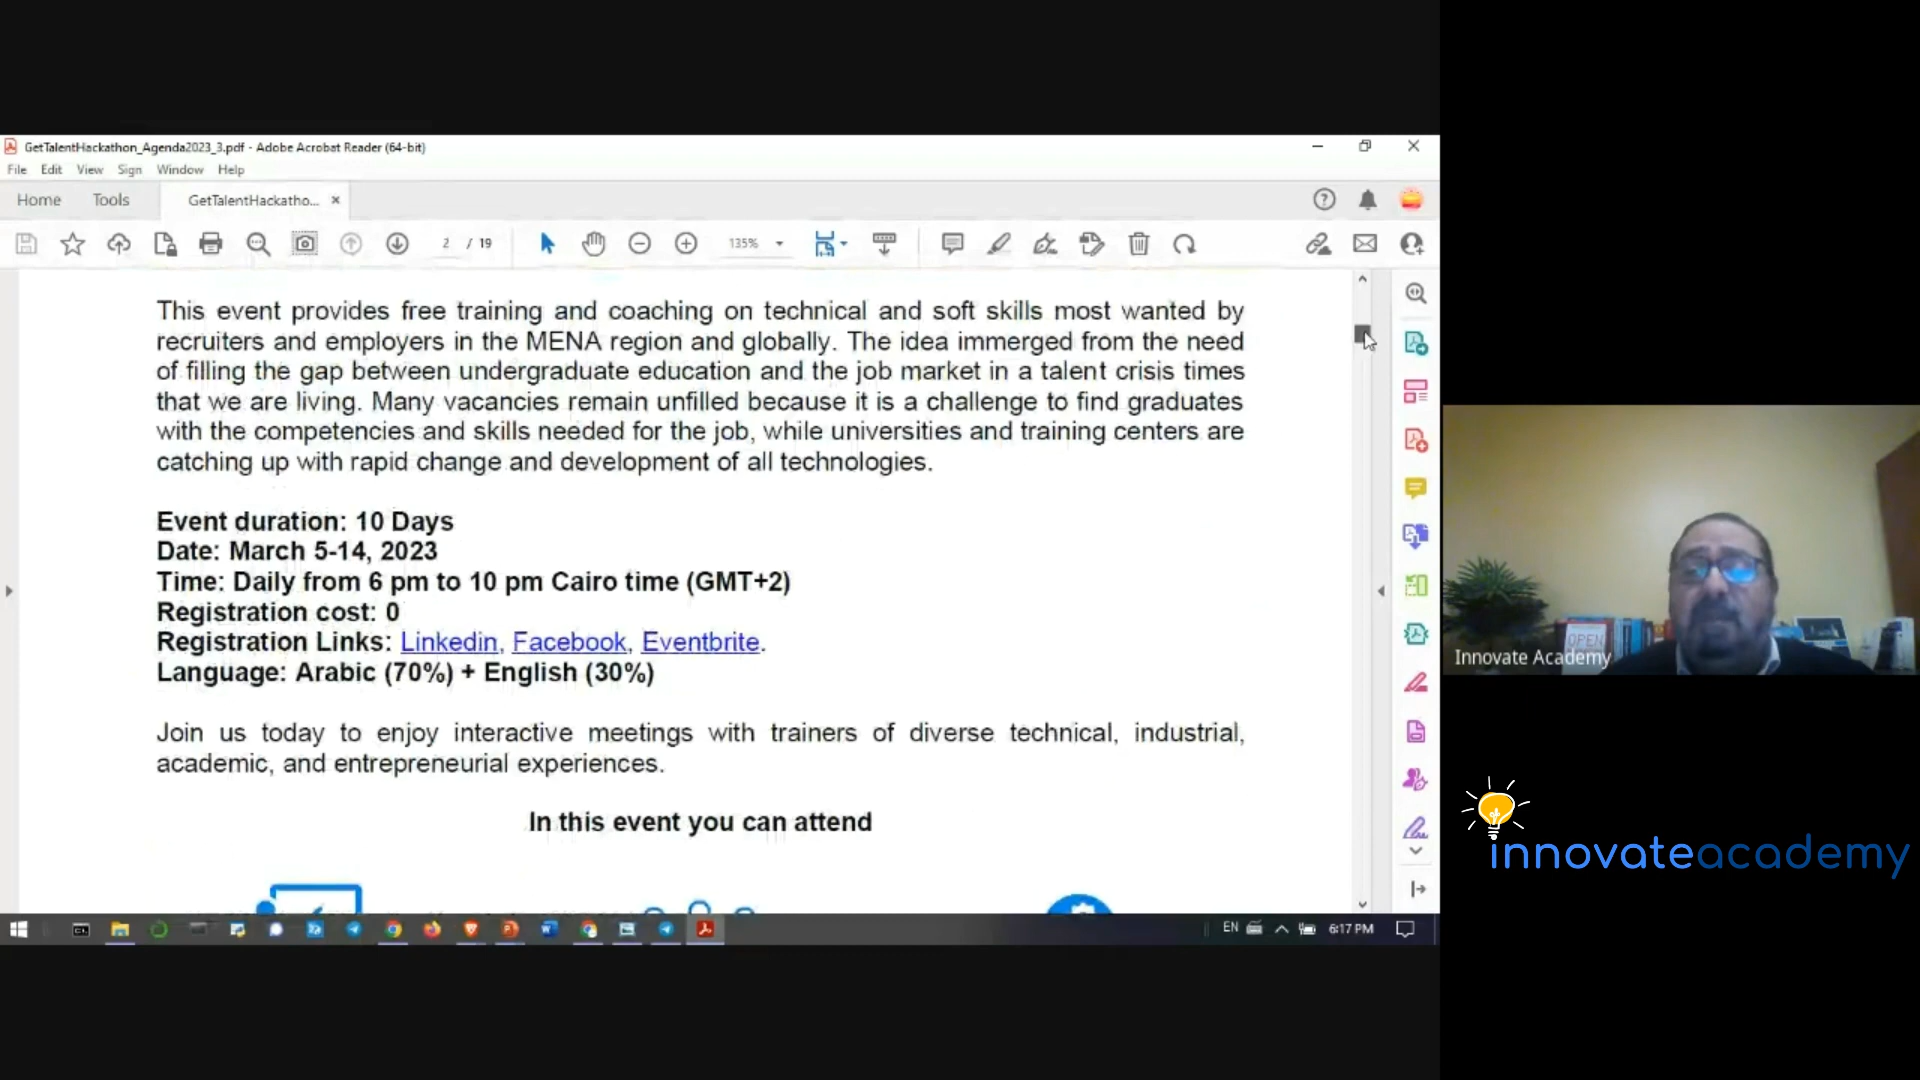 GetTalentHackathon_Agenda2023_3.pdf - Adobe Acrobat Reader (64-bit)
File Edit View Sign Window Help
Home Tools GetTalentHackatho...
2 / 19 135%
This event provides free training and coaching on technical and soft skills most wanted by
recruiters and employers in the MENA region and globally. The idea immerged from the need
of filling the gap between undergraduate education and the job market in a talent crisis times
that we are living. Many vacancies remain unfilled because it is a challenge to find graduates
with the competencies and skills needed for the job, while universities and training centers are
catching up with rapid change and development of all technologies.
Event duration: 10 Days
Date: March 5-14, 2023
Time: Daily from 6 pm to 10 pm Cairo time (GMT+2)
Registration cost: 0
Registration Links: Linkedin, Facebook, Eventbrite.
Language: Arabic (70%) + English (30%)
Join us today to enjoy interactive meetings with trainers of diverse technical, industrial,
academic, and entrepreneurial experiences.
In this event you can attend
EN 6:17 PM
OPEN
Innovate Academy
innovateacademy